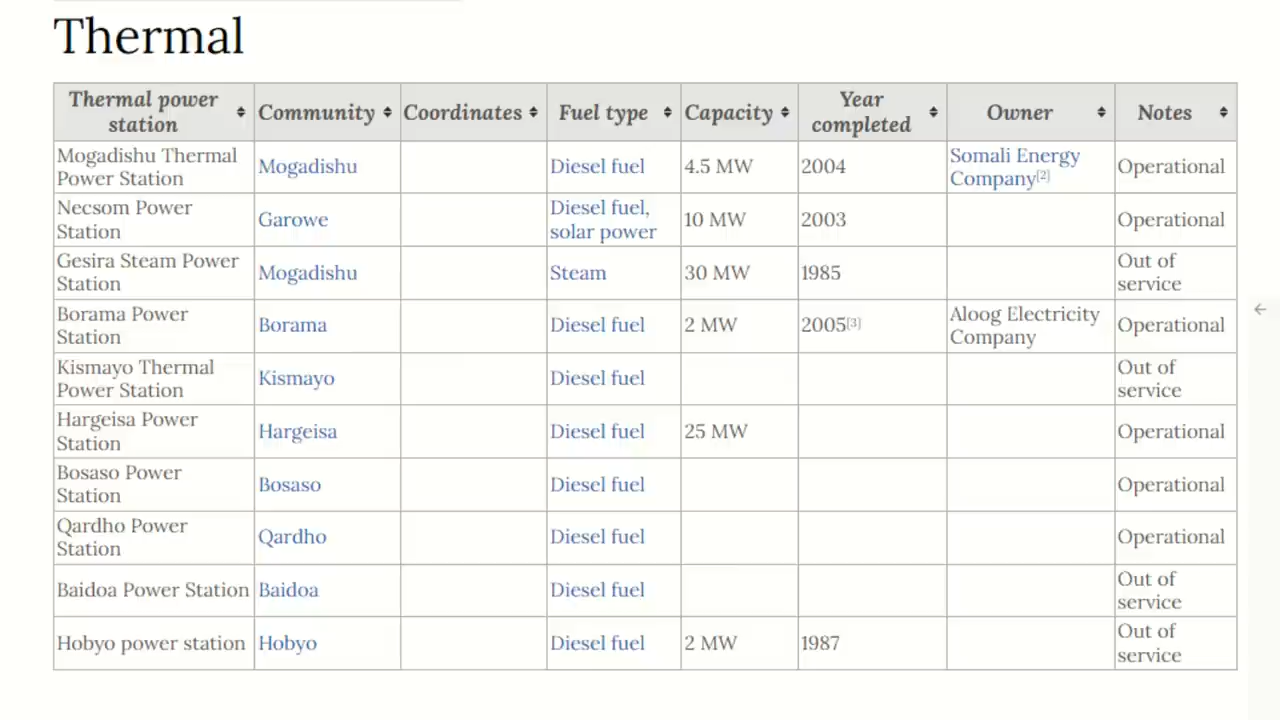 Thermal
Thermal power station Community Coordinates Fuel type Capacity Year completed Owner Notes
Mogadishu Thermal Power Station Mogadishu Diesel fuel 4.5 MW 2004 Somali Energy Company[2] Operational
Necsom Power Station Garowe Diesel fuel, solar power 10 MW 2003 Operational
Gesira Steam Power Station Mogadishu Steam 30 MW 1985 Out of service
Borama Power Station Borama Diesel fuel 2 MW 2005[3] Aloog Electricity Company Operational
Kismayo Thermal Power Station Kismayo Diesel fuel Out of service
Hargeisa Power Station Hargeisa Diesel fuel 25 MW Operational
Bosaso Power Station Bosaso Diesel fuel Operational
Qardho Power Station Qardho Diesel fuel Operational
Baidoa Power Station Baidoa Diesel fuel Out of service
Hobyo power station Hobyo Diesel fuel 2 MW 1987 Out of service